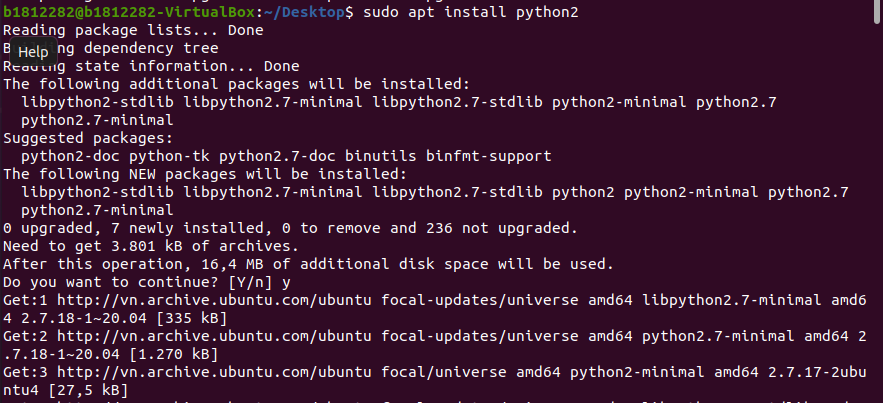 b1812282@b1812282-VirtualBox:~/Desktop$ sudo apt install python2
Reading package lists... Done
ng dependency tree
Help
Reading state information... Done
The following additional packages will be installed:
  libpython2-stdlib libpython2.7-minimal libpython2.7-stdlib python2-minimal python2.7
  python2.7-minimal
Suggested packages:
  python2-doc python-tk python2.7-doc binutils binfmt-support
The following NEW packages will be installed:
  libpython2-stdlib libpython2.7-minimal libpython2.7-stdlib python2 python2-minimal python2.7
  python2.7-minimal
0 upgraded, 7 newly installed, 0 to remove and 236 not upgraded.
Need to get 3.801 kB of archives.
After this operation, 16,4 MB of additional disk space will be used.
Do you want to continue? [Y/n] y
Get:1 http://vn.archive.ubuntu.com/ubuntu focal-updates/universe amd64 libpython2.7-minimal amd6
4 2.7.18-1~20.04 [335 kB]
Get:2 http://vn.archive.ubuntu.com/ubuntu focal-updates/universe amd64 python2.7-minimal amd64 2
.7.18-1~20.04 [1.270 kB]
Get:3 http://vn.archive.ubuntu.com/ubuntu focal/universe amd64 python2-minimal amd64 2.7.17-2ubu
ntu4 [27,5 kB]